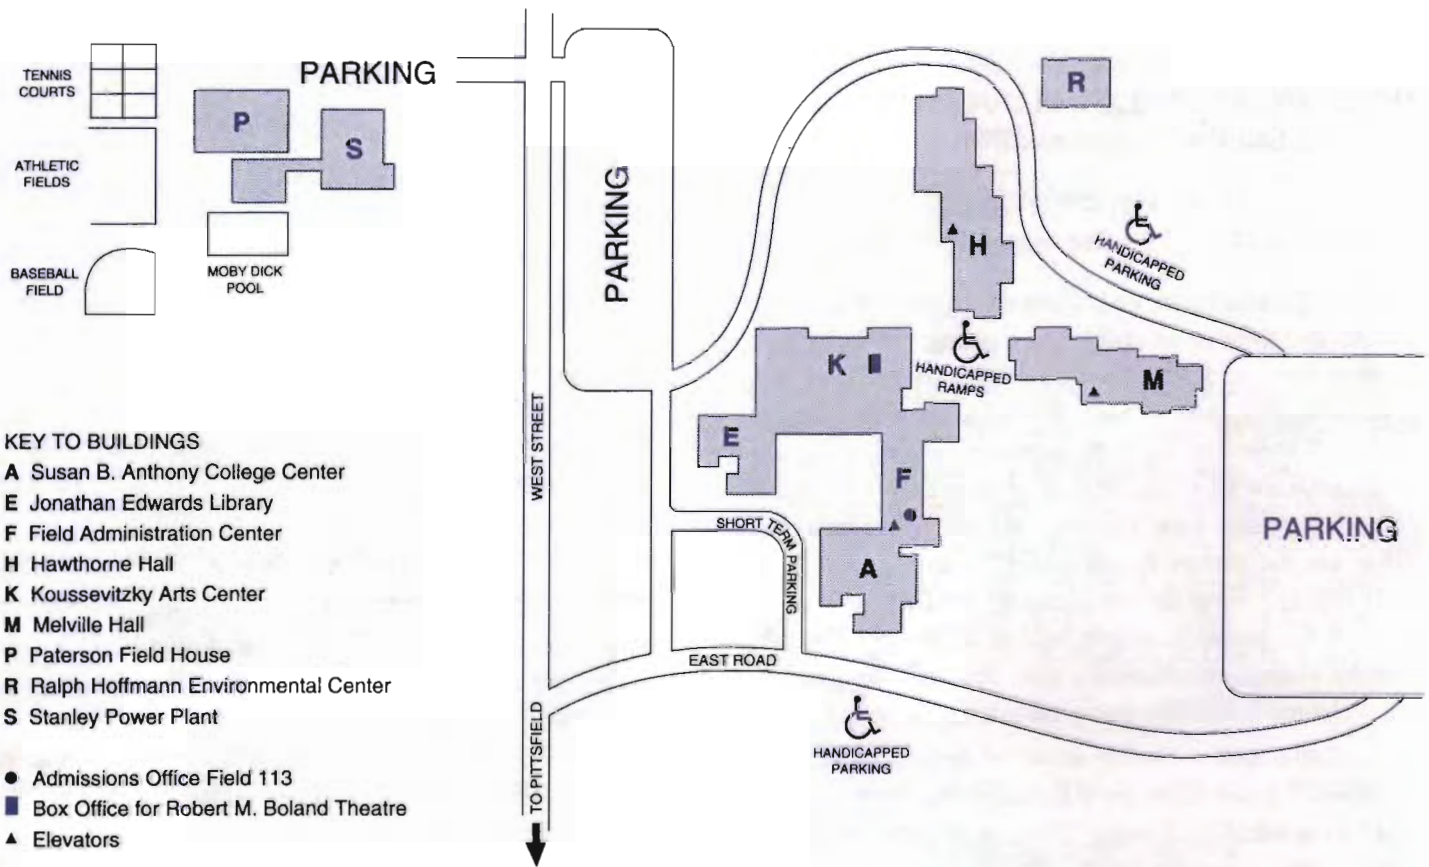 TENNIS
COURTS
PARKING
P
S
R
ATHLETIC
FIELDS
PARKING
H
HANDICAPPED
PARKING
BASEBALL
FIELD
MOBY DICK
POOL
K
HANDICAPPED
RAMPS
M
WEST STREET
E
F
KEY TO BUILDINGS
A Susan B. Anthony College Center
E Jonathan Edwards Library
F Field Administration Center
H Hawthorne Hall
K Koussevitzky Arts Center
M Melville Hall
P Paterson Field House
R Ralph Hoffmann Environmental Center
S Stanley Power Plant
Admissions Office Field 113
Box Office for Robert M. Boland Theatre
Elevators
SHORT TERM PARKING
A
PARKING
EAST ROAD
HANDICAPPED
PARKING
TO PITTSFIELD